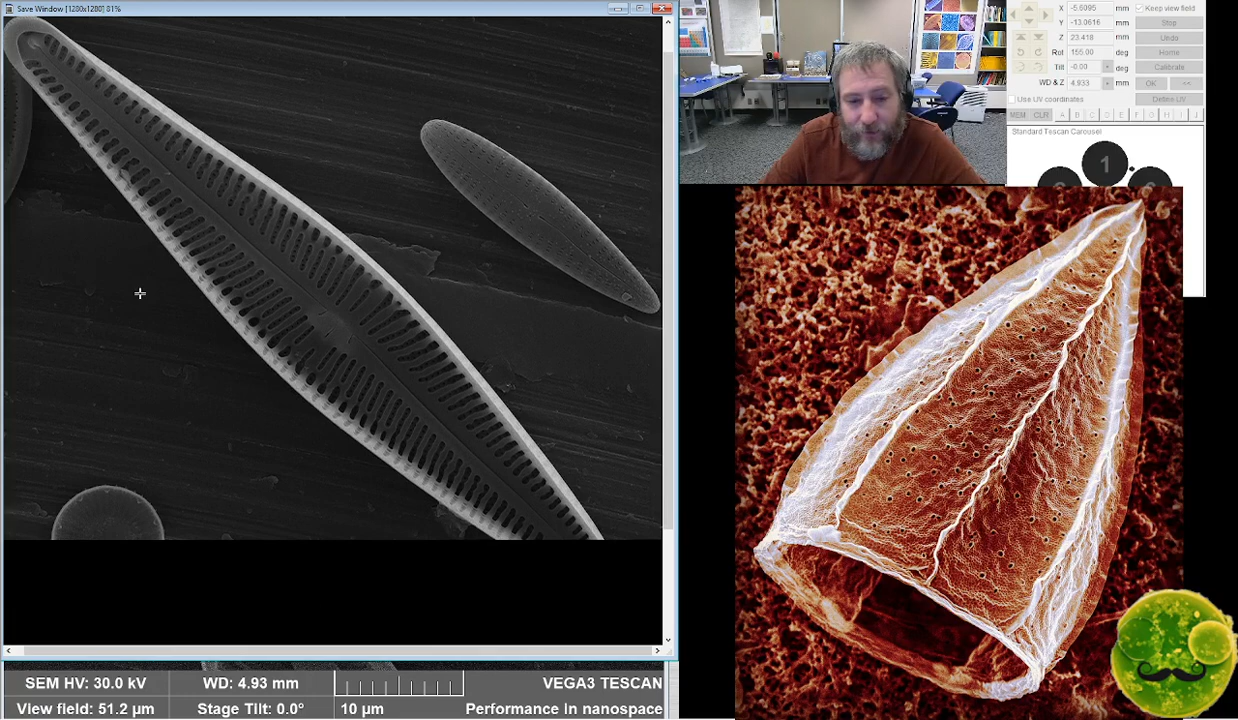 Save Window [1280x1280] 81%
X -5.6095 mm
Keep view field
Y -13.0616 mm
Stop
Z 23.418 mm
Undo
Rot 155.00 deg
Home
Tilt -0.00 deg
Calibrate
WD & Z 4.933 mm
OK <<
Use UV coordinates
Define UV
MEM CLR A B C D E F G H I J
Standard Tescan Carousel
1
SEM HV: 30.0 kV
WD: 4.93 mm
VEGA3 TESCAN
View field: 51.2 µm
Stage Tilt: 0.0°
10 µm
Performance in nanospace